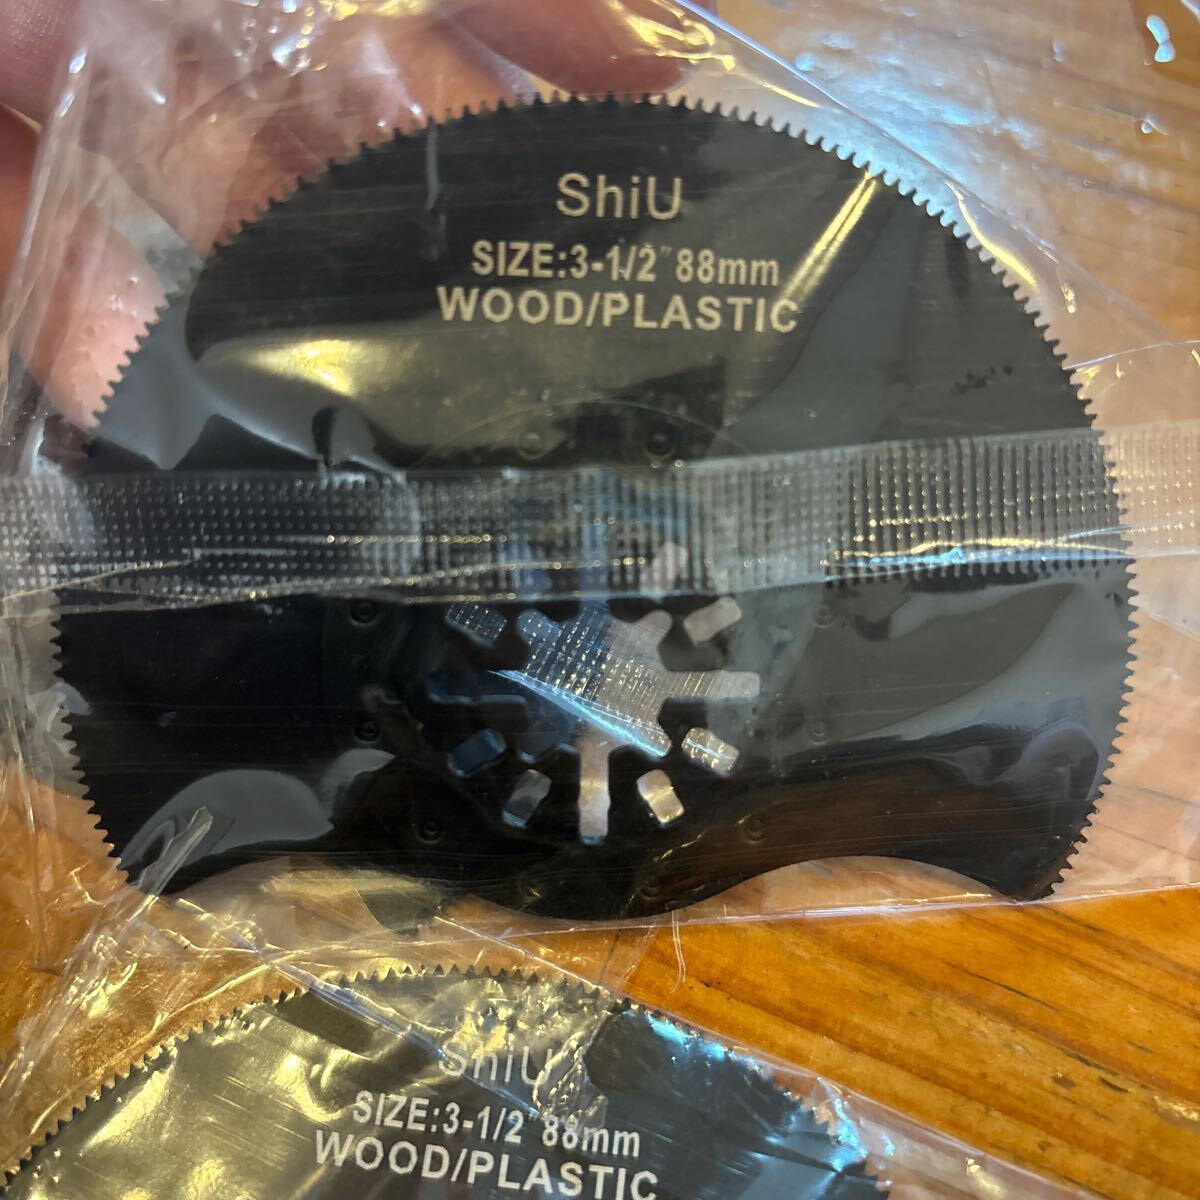 ShiU
SIZE:3-1/2" 88mm
WOOD/PLASTIC
ShiU
SIZE:3-1/2" 88mm
WOOD/PLASTIC